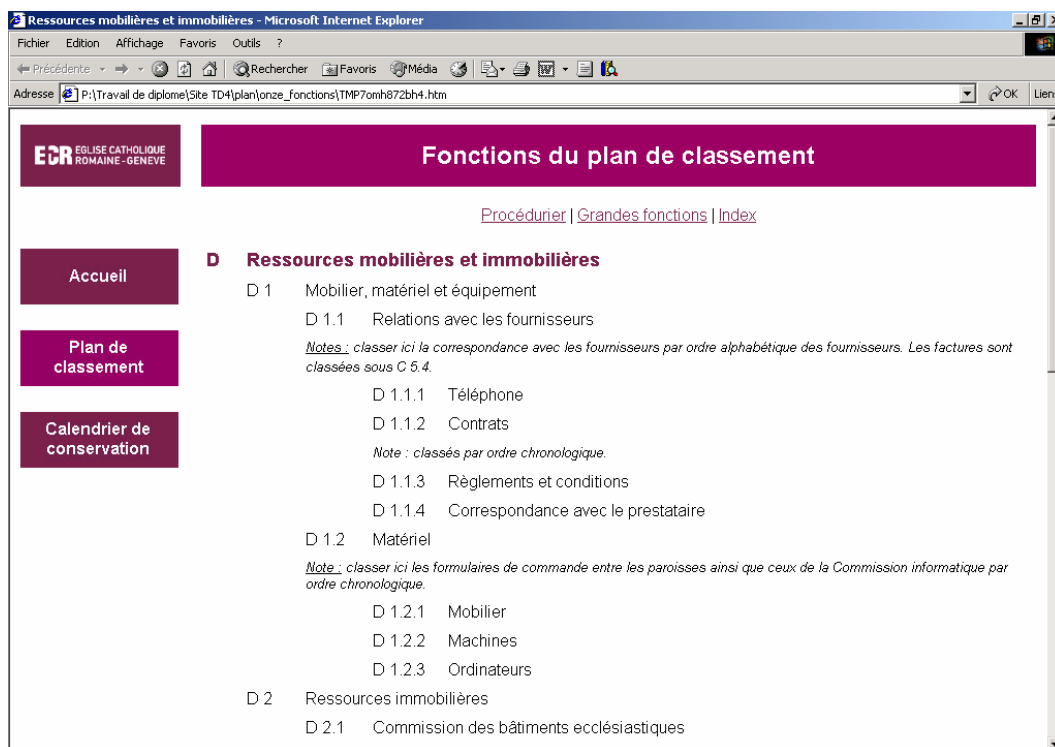 Ressources mobilières et immobilières - Microsoft Internet Explorer
Fichier Edition Affichage Favoris Outils ?
Précédente Rechercher Favoris Média
Adresse P:\Travail de diplome\Site TD4\plan\onze_fonctions\TMP7omh872bh4.htm OK Liens
ECR EGLISE CATHOLIQUE
ROMAINE-GENEVE
Fonctions du plan de classement
Procédurier | Grandes fonctions | Index
Accueil
Plan de
classement
Calendrier de
conservation
D Ressources mobilières et immobilières
D 1 Mobilier, matériel et équipement
D 1.1 Relations avec les fournisseurs
Notes : classer ici la correspondance avec les fournisseurs par ordre alphabétique des fournisseurs. Les factures sont
classées sous C 5.4.
D 1.1.1 Téléphone
D 1.1.2 Contrats
Note : classés par ordre chronologique.
D 1.1.3 Règlements et conditions
D 1.1.4 Correspondance avec le prestataire
D 1.2 Matériel
Note : classer ici les formulaires de commande entre les paroisses ainsi que ceux de la Commission informatique par
ordre chronologique.
D 1.2.1 Mobilier
D 1.2.2 Machines
D 1.2.3 Ordinateurs
D 2 Ressources immobilières
D 2.1 Commission des bâtiments ecclésiastiques